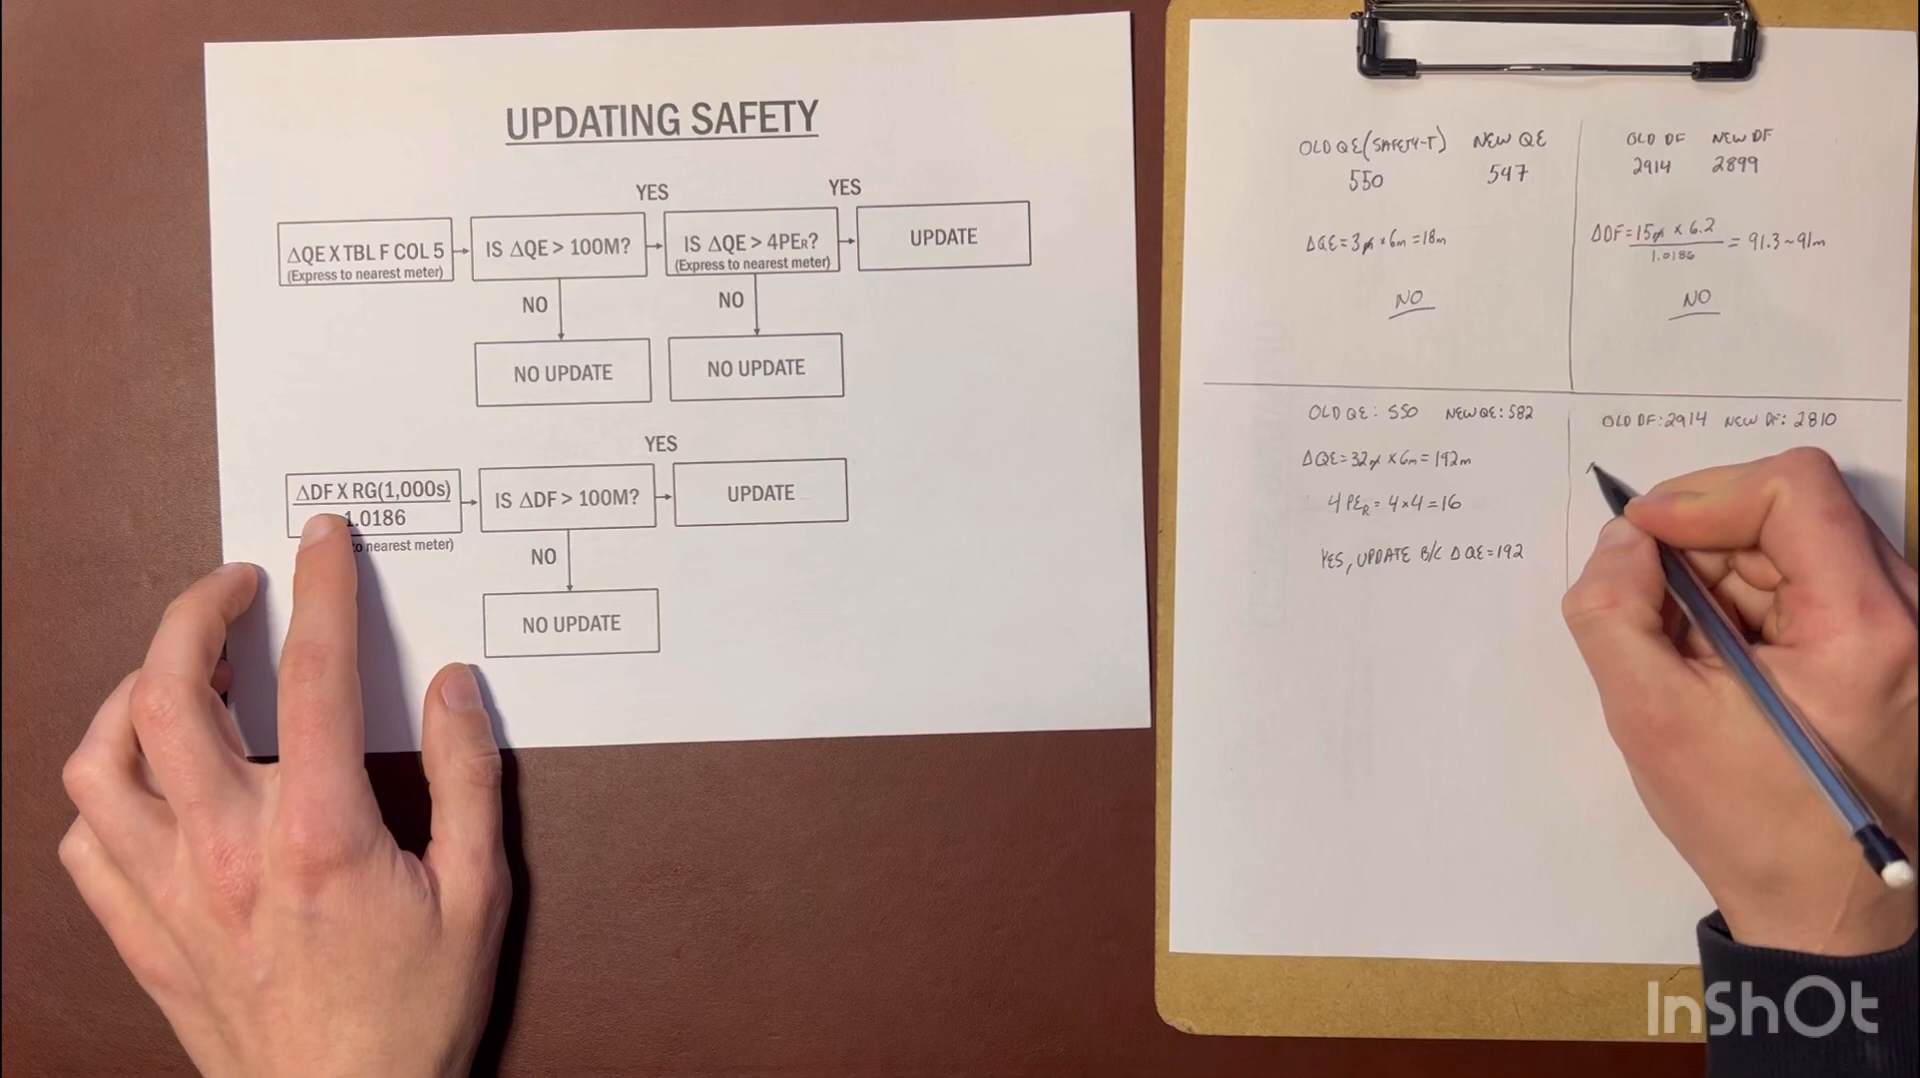 UPDATING SAFETY
YES
YES
ΔQE X TBL F COL 5
(Express to nearest meter)
IS ΔQE > 100M?
IS ΔQE > 4PER?
(Express to nearest meter)
UPDATE
NO
NO
NO UPDATE
NO UPDATE
YES
ΔDF X RG(1,000s)
1.0186
to nearest meter)
IS ΔDF > 100M?
UPDATE
NO
NO UPDATE
OLD QE (SAFETY-T) NEW QE
550 547
ΔQE = 3ɱ × 6m = 18m
NO
OLD DF NEW DF
2914 2899
ΔDF = 15ɱ × 6.2 = 91.3 ~ 91m
1.0186
NO
OLD QE: 550 NEW QE: 582
ΔQE = 32ɱ × 6m = 192m
4 PER = 4 × 4 = 16
YES, UPDATE B/C ΔQE = 192
OLD DF: 2914 NEW DF: 2810
InShOt